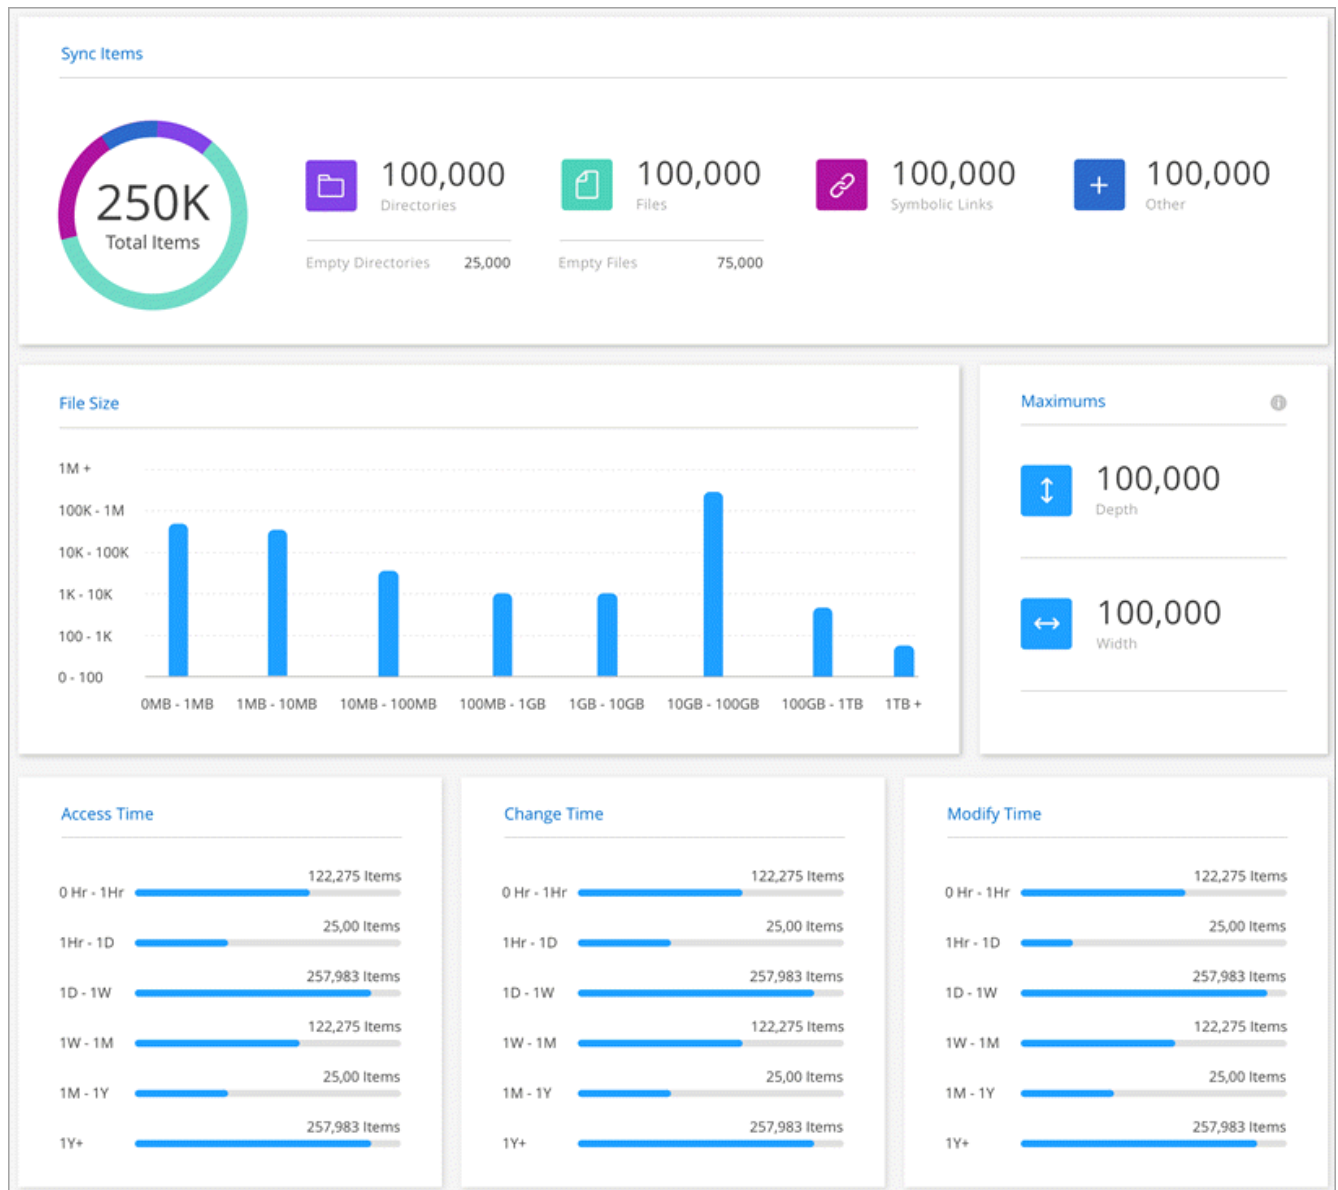 Sync Items
250K
Total Items
100,000
Directories
Empty Directories 25,000
100,000
Files
Empty Files 75,000
100,000
Symbolic Links
100,000
Other
File Size
1M +
100K - 1M
10K - 100K
1K - 10K
100 - 1K
0 - 100
0MB - 1MB 1MB - 10MB 10MB - 100MB 100MB - 1GB 1GB - 10GB 10GB - 100GB 100GB - 1TB 1TB +
Maximums
100,000
Depth
100,000
Width
Access Time
122,275 Items
0 Hr - 1Hr
25,00 Items
1Hr - 1D
257,983 Items
1D - 1W
122,275 Items
1W - 1M
25,00 Items
1M - 1Y
257,983 Items
1Y+
Change Time
122,275 Items
0 Hr - 1Hr
25,00 Items
1Hr - 1D
257,983 Items
1D - 1W
122,275 Items
1W - 1M
25,00 Items
1M - 1Y
257,983 Items
1Y+
Modify Time
122,275 Items
0 Hr - 1Hr
25,00 Items
1Hr - 1D
257,983 Items
1D - 1W
122,275 Items
1W - 1M
25,00 Items
1M - 1Y
257,983 Items
1Y+